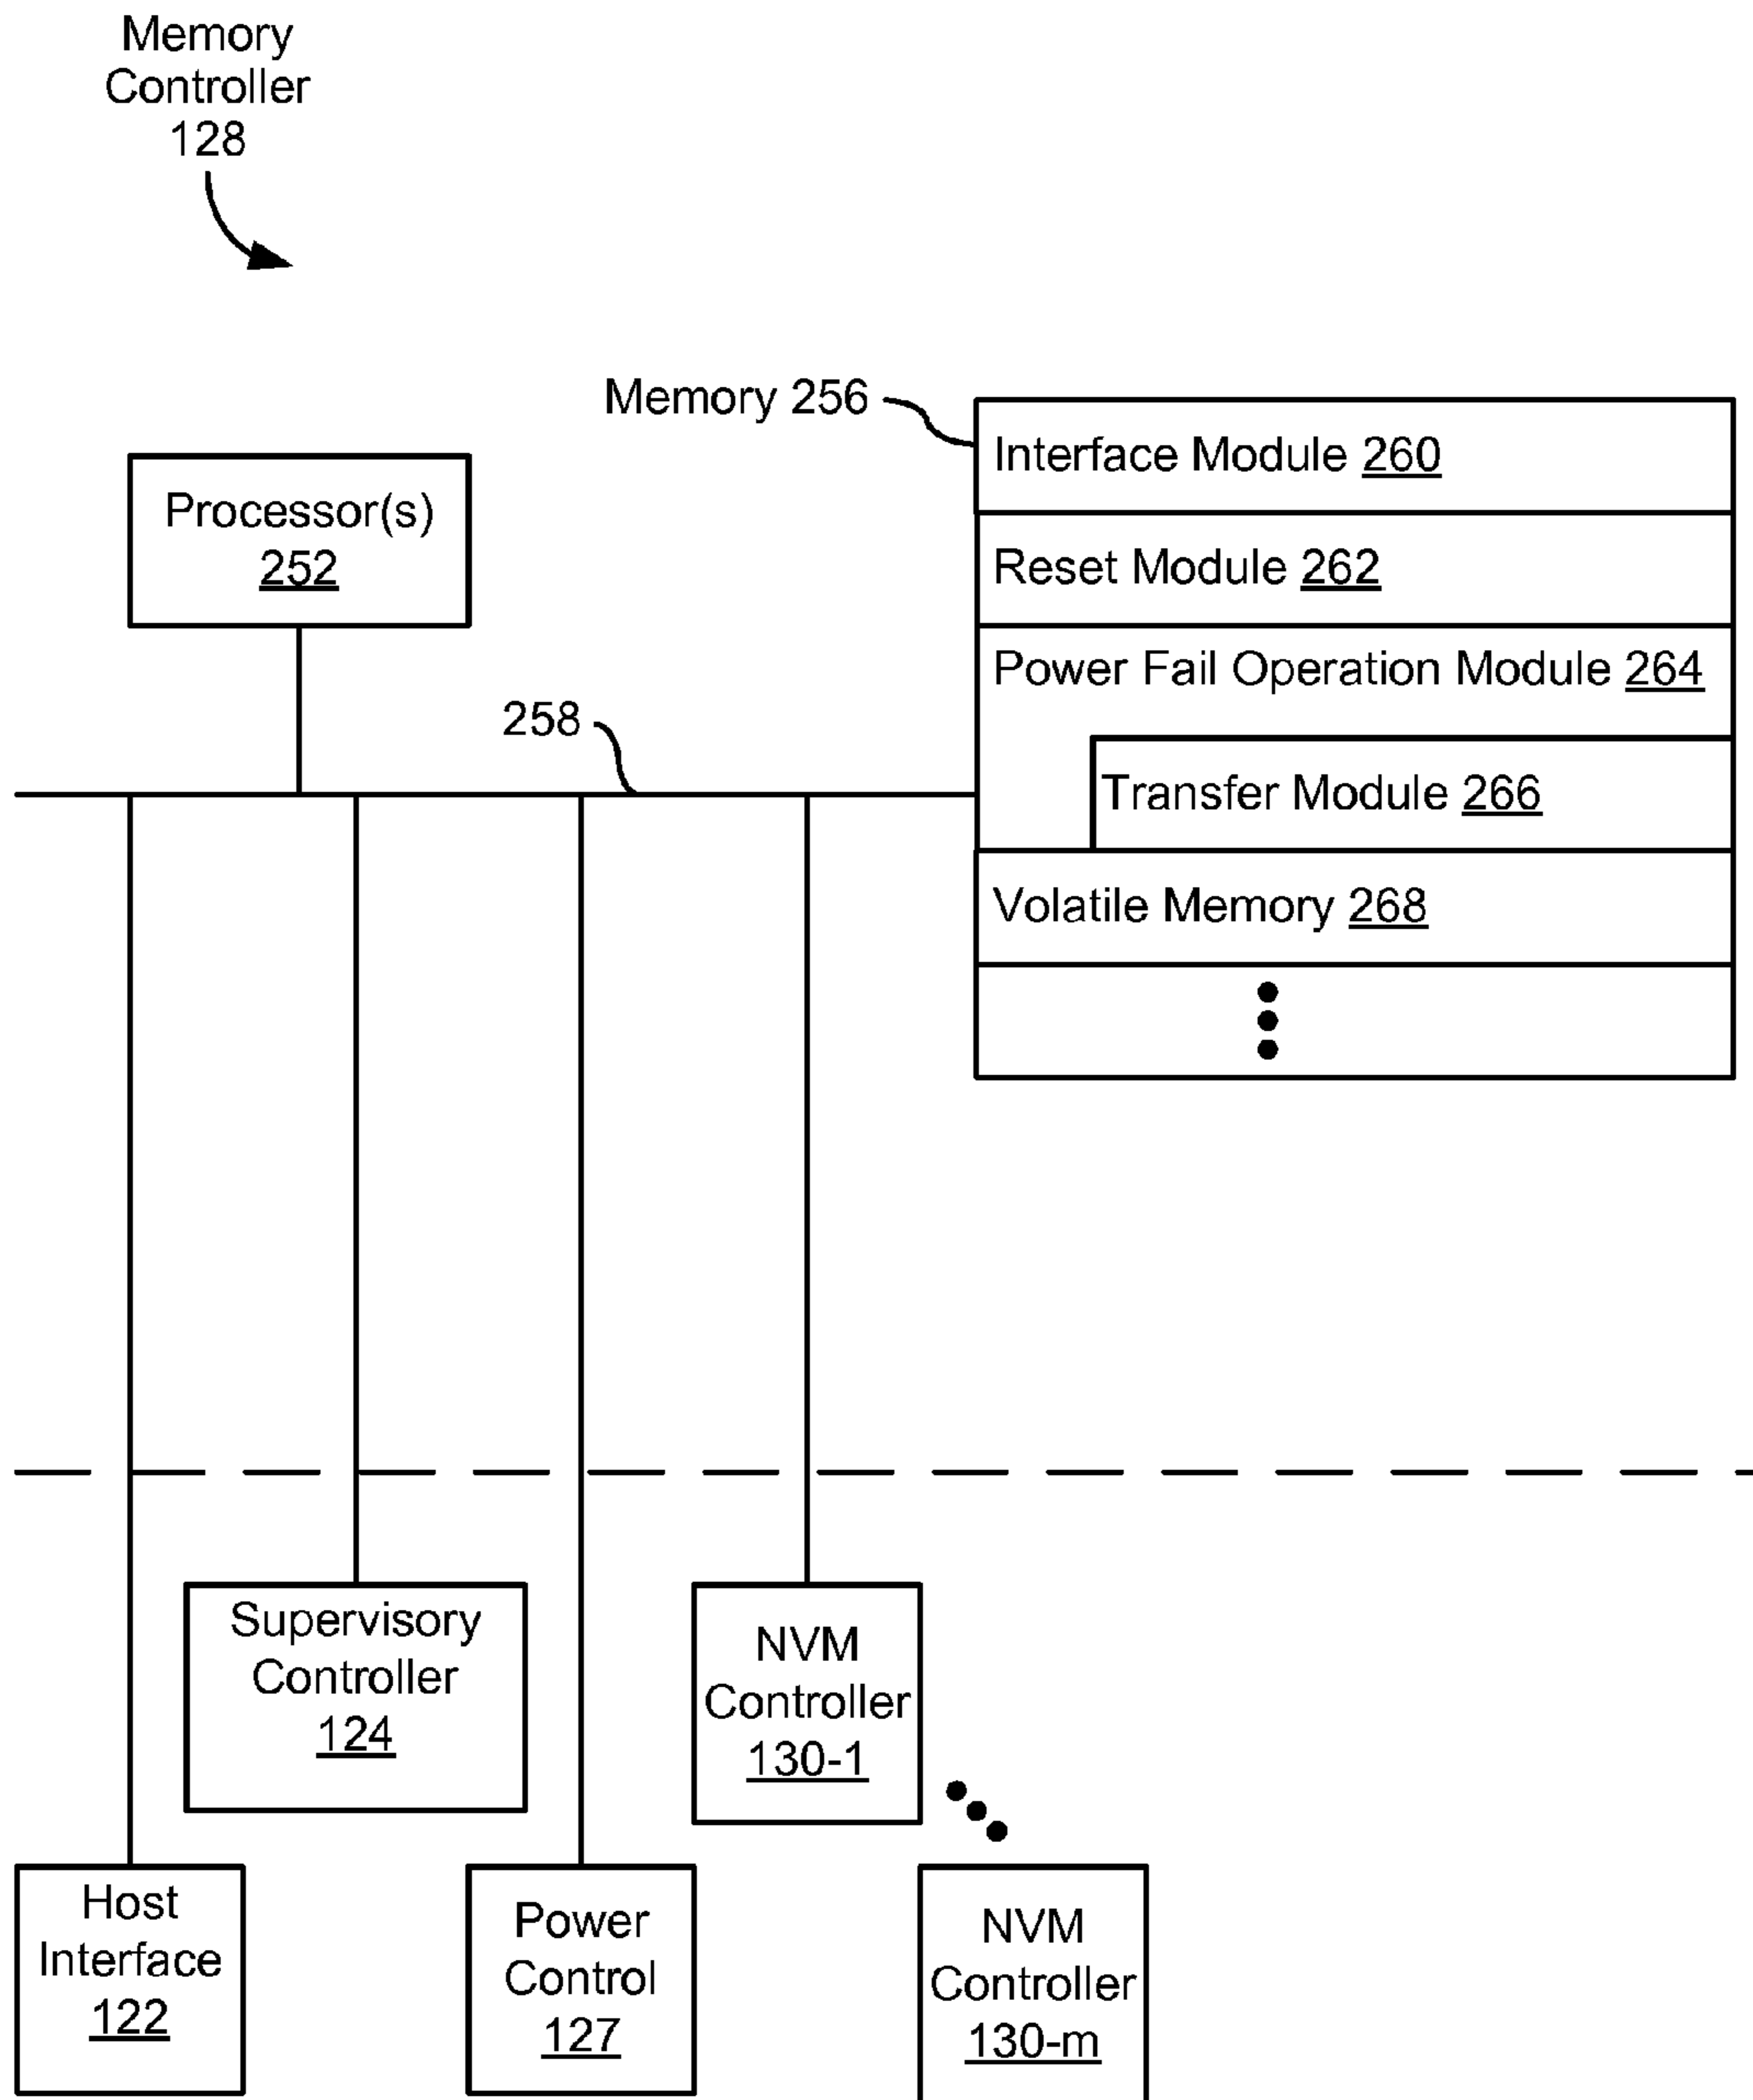 Memory
Controller
128
Memory 256
Interface Module 260
Processor(s)
252
Reset Module 262
Power Fail Operation Module 264
258
Transfer Module 266
Volatile Memory 268
Supervisory
Controller
124
NVM
Controller
130-1
Host
Interface
122
Power
Control
127
NVM
Controller
130-m